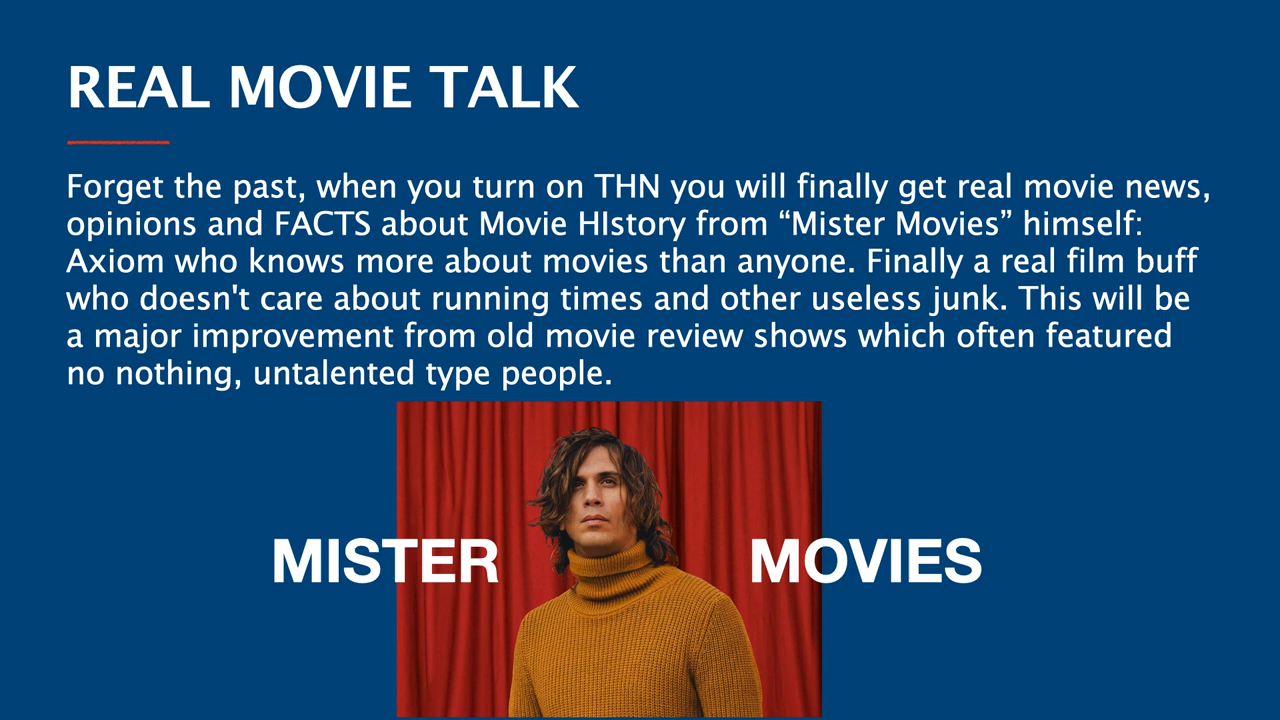 REAL MOVIE TALK
Forget the past, when you turn on THN you will finally get real movie news,
opinions and FACTS about Movie HIstory from “Mister Movies” himself:
Axiom who knows more about movies than anyone. Finally a real film buff
who doesn't care about running times and other useless junk. This will be
a major improvement from old movie review shows which often featured
no nothing, untalented type people.
MISTER MOVIES